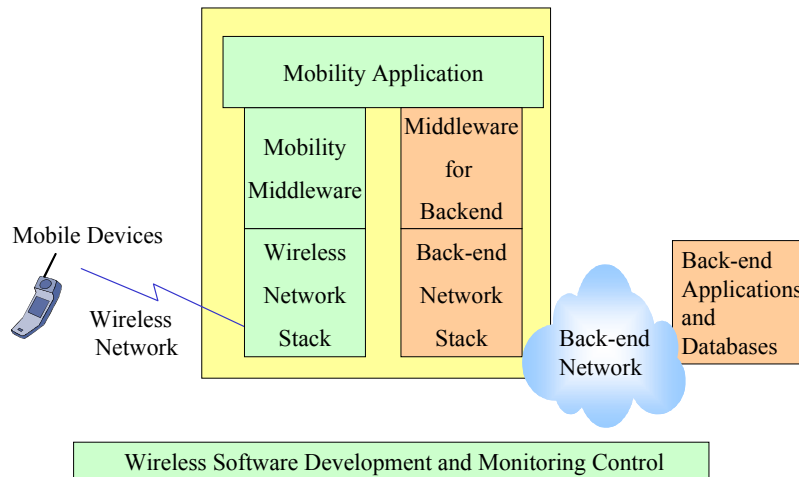 Mobility Application
Mobility
Middleware
Middleware
for
Backend
Mobile Devices
Wireless
Network
Wireless
Network
Stack
Back-end
Network
Stack
Back-end
Network
Back-end
Applications
and
Databases
Wireless Software Development and Monitoring Control